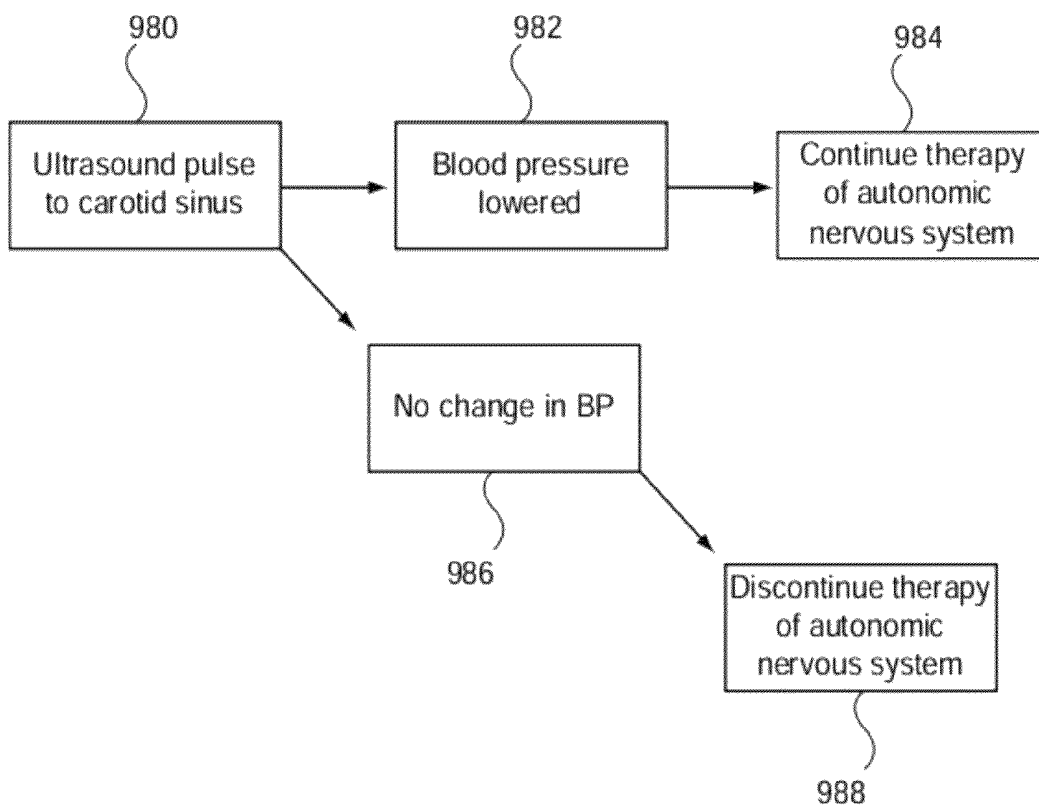 980
982
984
Ultrasound pulse
to carotid sinus
Blood pressure
lowered
Continue therapy
of autonomic
nervous system
No change in BP
986
Discontinue therapy
of autonomic
nervous system
988